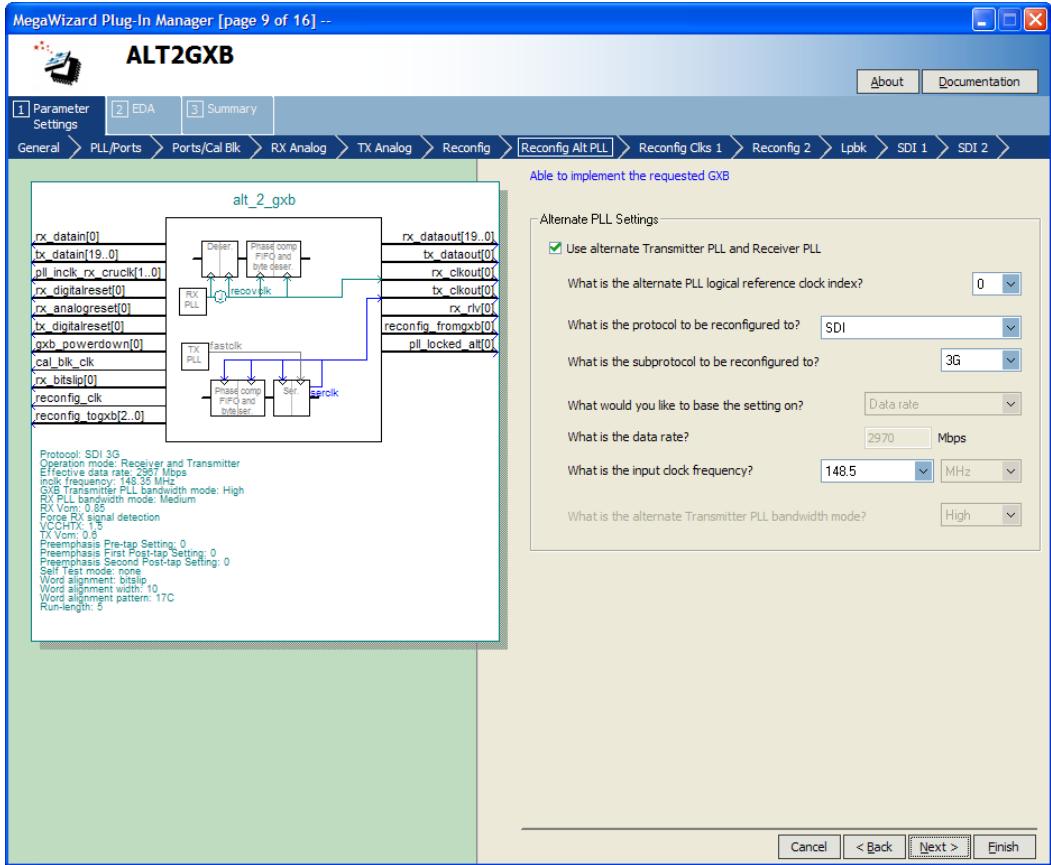 MegaWizard Plug-In Manager [page 9 of 16] --
ALT2GXB
About
Documentation
1 Parameter Settings
2 EDA
3 Summary
General
PLL/Ports
Ports/Cal Blk
RX Analog
TX Analog
Reconfig
Reconfig Alt PLL
Reconfig Clks 1
Reconfig 2
Lpbk
SDI 1
SDI 2
alt_2_gxb
rx_datain[0]
tx_datain[19..0]
pll_inclk_rx_cruclk[1..0]
rx_digitalreset[0]
rx_analogreset[0]
tx_digitalreset[0]
gxb_powerdown[0]
cal_blk_clk
rx_bitslip[0]
reconfig_clk
reconfig_togxb[2..0]
Deser.
Phase comp
FIFO and
byte deser.
RX
PLL
recovclk
TX
PLL
fastclk
Phase comp
FIFO and
byte ser.
Ser.
serclk
rx_dataout[19..0]
tx_dataout[0]
rx_clkout[0]
tx_clkout[0]
rx_rlv[0]
reconfig_fromgxb[0]
pll_locked_alt[0]
Protocol: SDI 3G
Operation mode: Receiver and Transmitter
Effective data rate: 2967 Mbps
inclk frequency: 148.35 MHz
GXB Transmitter PLL bandwidth mode: High
RX PLL bandwidth mode: Medium
RX Vcm: 0.85
Force RX signal detection
VCCHTX: 1.5
TX Vcm: 0.6
Preemphasis Pre-tap Setting: 0
Preemphasis First Post-tap Setting: 0
Preemphasis Second Post-tap Setting: 0
Self Test mode: none
Word alignment: bitslip
Word alignment width: 10
Word alignment pattern: 17C
Run-length: 5
Able to implement the requested GXB
Alternate PLL Settings
Use alternate Transmitter PLL and Receiver PLL
What is the alternate PLL logical reference clock index? 0
What is the protocol to be reconfigured to? SDI
What is the subprotocol to be reconfigured to? 3G
What would you like to base the setting on? Data rate
What is the data rate? 2970 Mbps
What is the input clock frequency? 148.5 MHz
What is the alternate Transmitter PLL bandwidth mode? High
Cancel
< Back
Next >
Finish